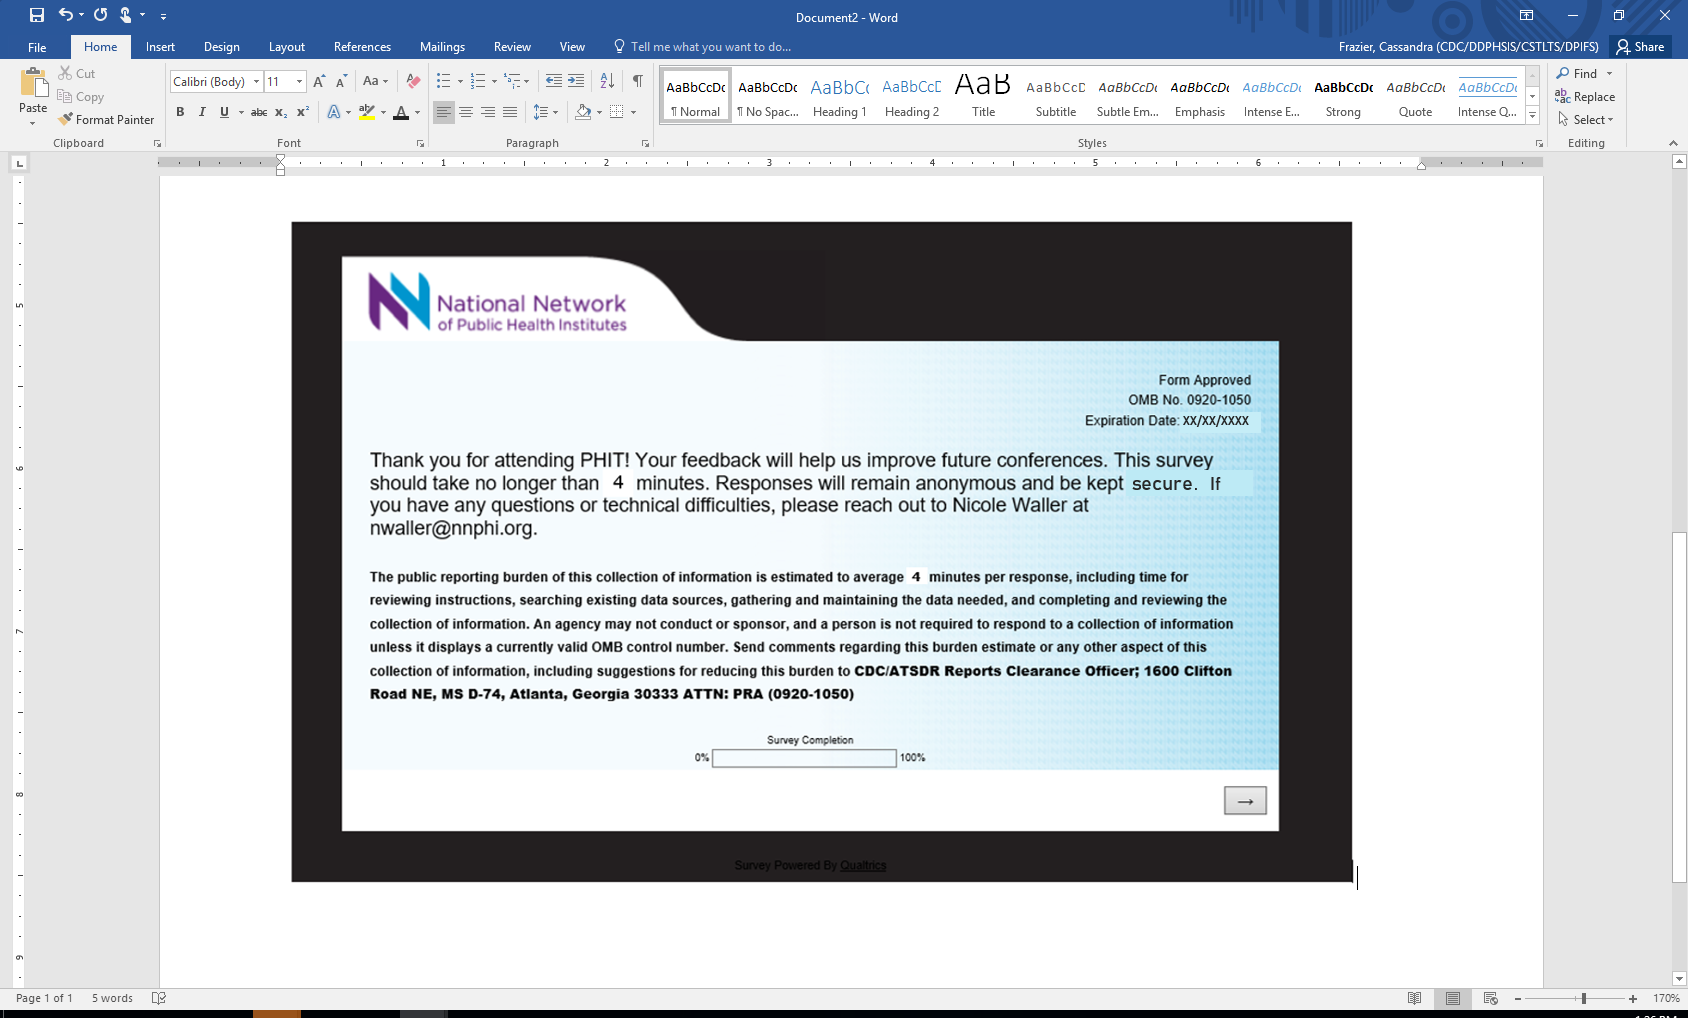 Document2 - Word
File Home Insert Design Layout References Mailings Review View Tell me what you want to do... Frazier, Cassandra (CDC/DDPHSIS/CSTLTS/DPIFS) Share
Paste
Cut
Copy
Format Painter
Clipboard
Calibri (Body) 11
Font
Paragraph
AaBbCcDc AaBbCcDc AaBbCc AaBbCcD AaB AaBbCcD AaBbCcDc AaBbCcDc AaBbCcDc AaBbCcDc AaBbCcDc AaBbCcDc
¶ Normal ¶ No Spac... Heading 1 Heading 2 Title Subtitle Subtle Em... Emphasis Intense E... Strong Quote Intense Q...
Styles
Find
Replace
Select
Editing
1 2 3 4 5 6
5
6
7
8
9
National Network
of Public Health Institutes
Form Approved
OMB No. 0920-1050
Expiration Date: XX/XX/XXXX
Thank you for attending PHIT! Your feedback will help us improve future conferences. This survey
should take no longer than 4 minutes. Responses will remain anonymous and be kept secure. If
you have any questions or technical difficulties, please reach out to Nicole Waller at
nwaller@nnphi.org.
The public reporting burden of this collection of information is estimated to average 4 minutes per response, including time for
reviewing instructions, searching existing data sources, gathering and maintaining the data needed, and completing and reviewing the
collection of information. An agency may not conduct or sponsor, and a person is not required to respond to a collection of information
unless it displays a currently valid OMB control number. Send comments regarding this burden estimate or any other aspect of this
collection of information, including suggestions for reducing this burden to CDC/ATSDR Reports Clearance Officer; 1600 Clifton
Road NE, MS D-74, Atlanta, Georgia 30333 ATTN: PRA (0920-1050)
Survey Completion
0% 100%
→
Survey Powered By Qualtrics
Page 1 of 1 5 words 170%